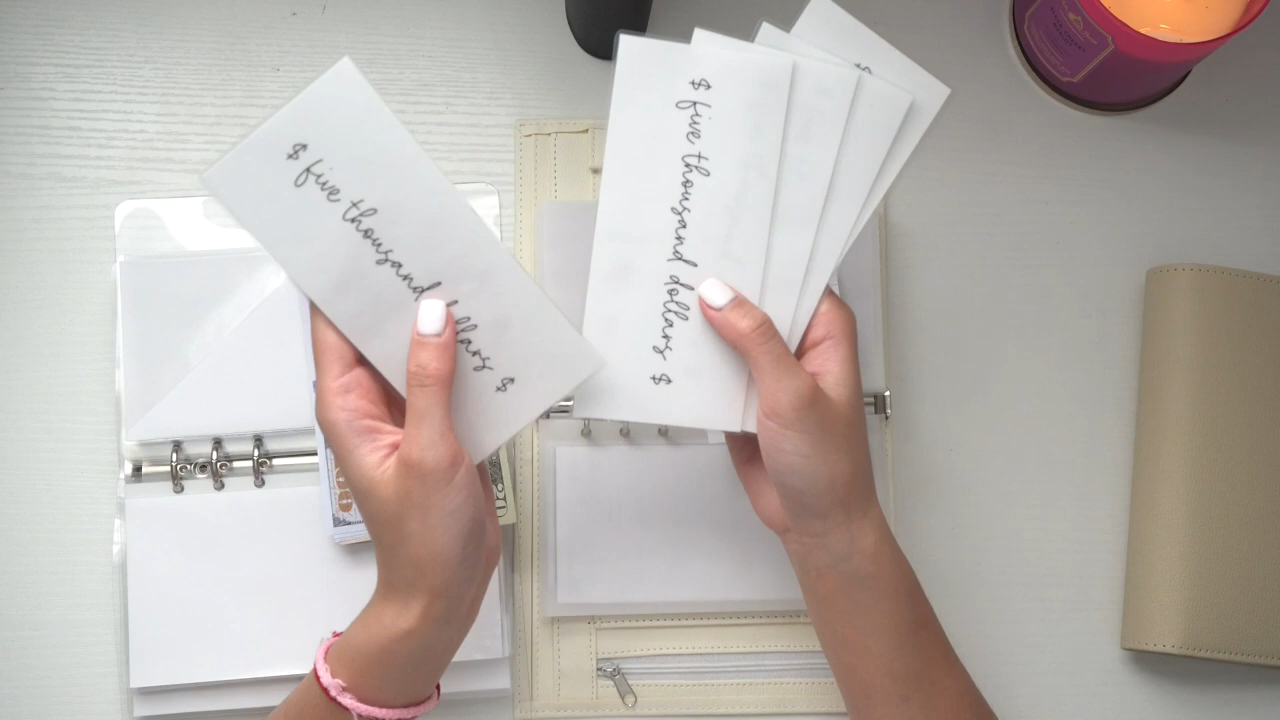 $ five thousand dollars $
$ five thousand dollars $
$